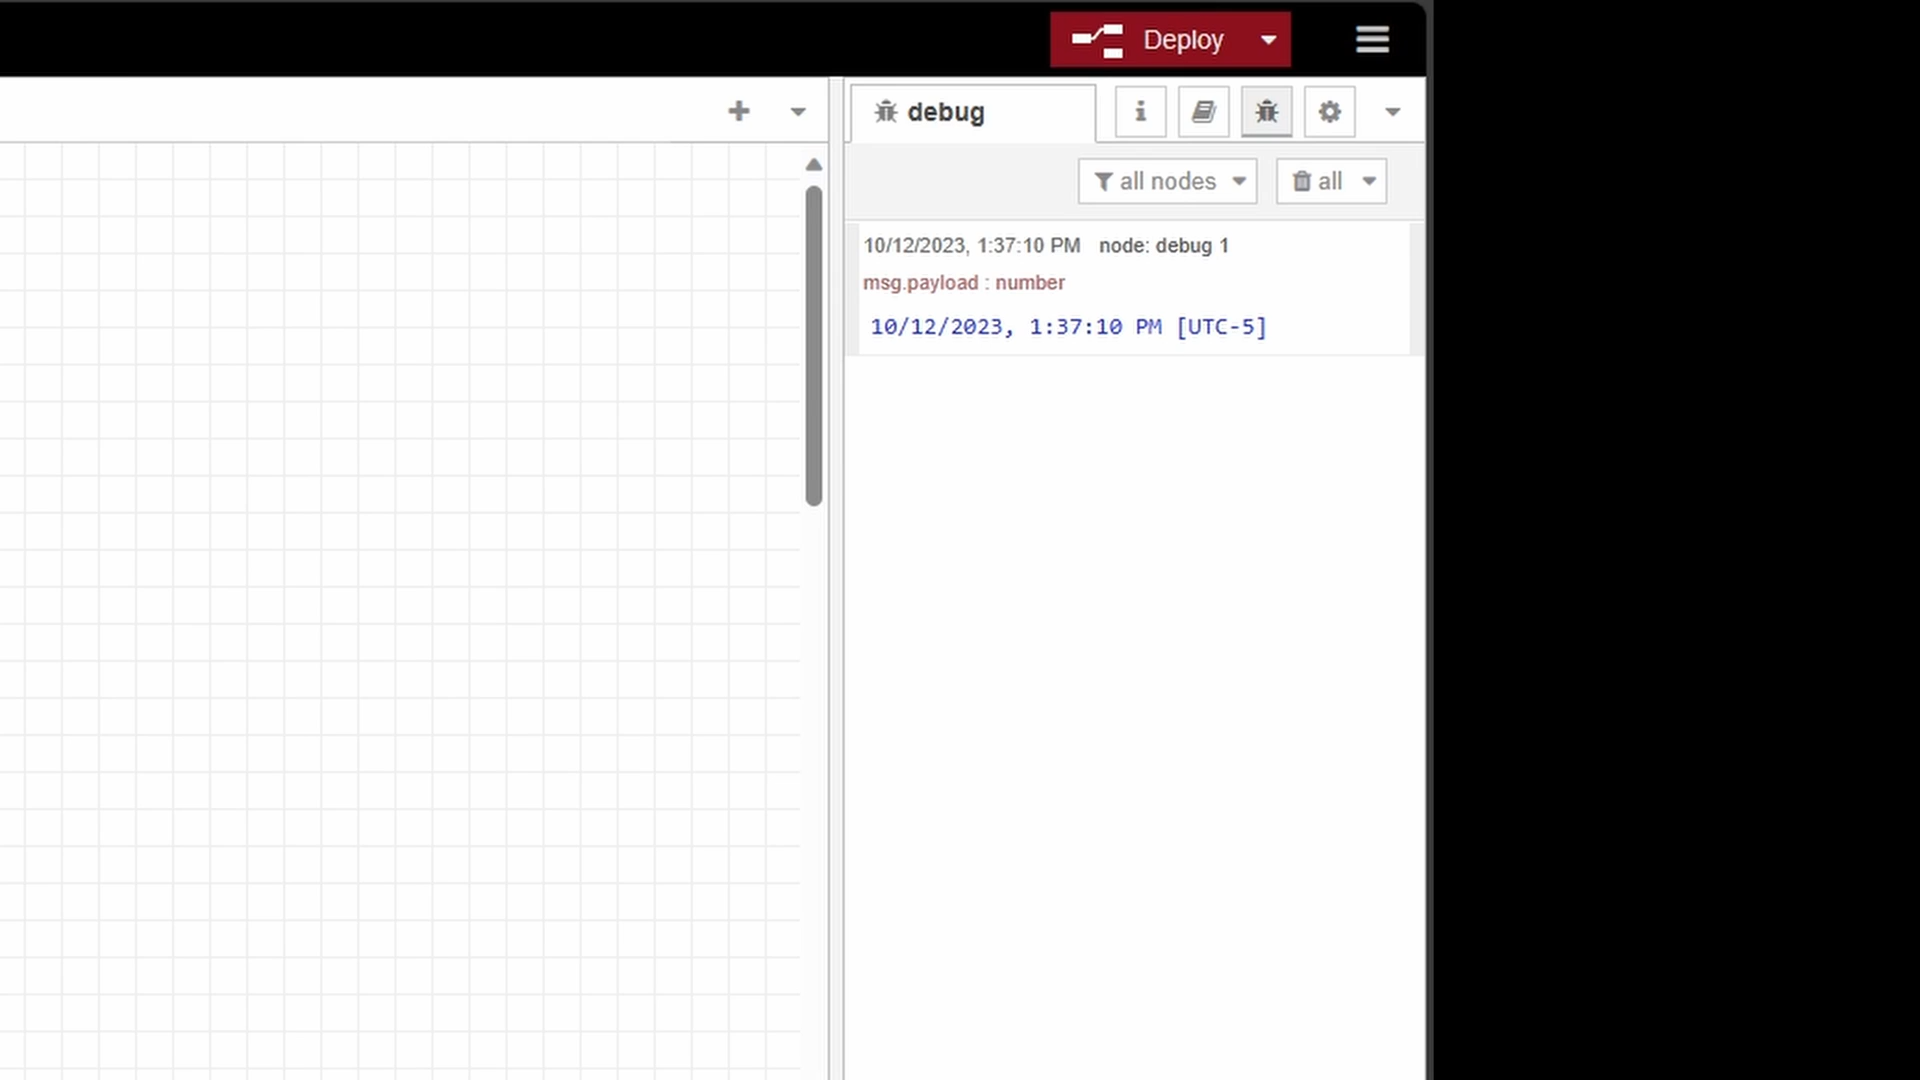 Deploy
debug
all nodes
all
10/12/2023, 1:37:10 PM node: debug 1
msg.payload : number
10/12/2023, 1:37:10 PM [UTC-5]